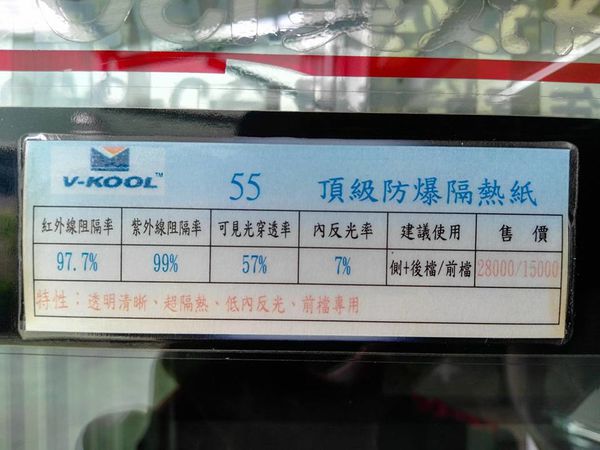 V-KOOL™ 55 頂級防爆隔熱紙
紅外線阻隔率 紫外線阻隔率 可見光穿透率 內反光率 建議使用 售 價
97.7% 99% 57% 7% 側+後檔/前檔 28000/15000
特性：透明清晰、超隔熱、低內反光、前檔專用